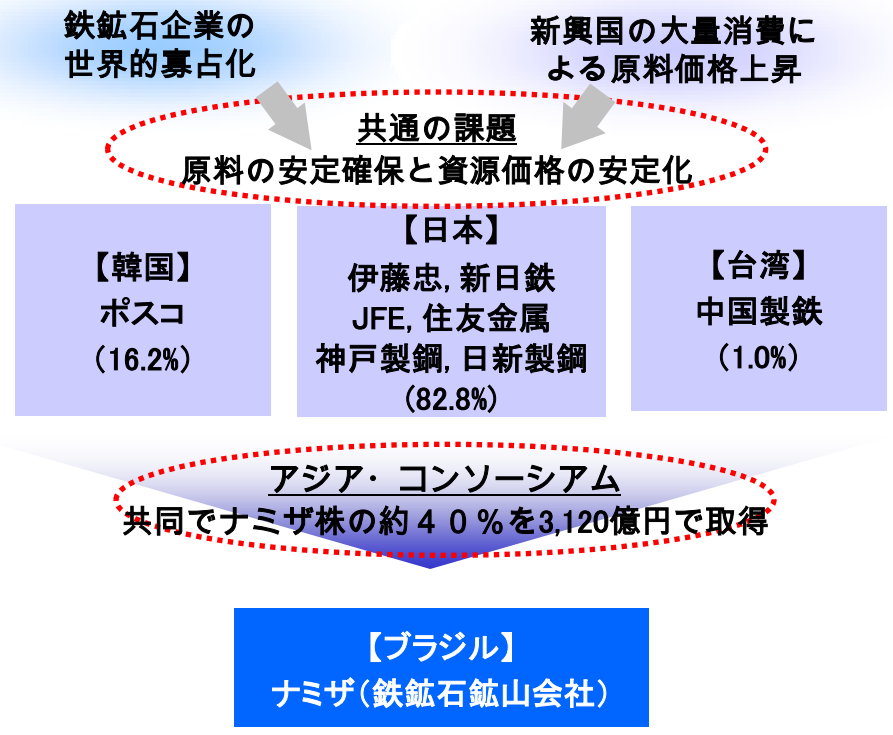 鉄鉱石企業の
世界的寡占化
新興国の大量消費に
よる原料価格上昇
共通の課題
原料の安定確保と資源価格の安定化
【韓国】
ポスコ
(16.2%)
【日本】
伊藤忠, 新日鉄
JFE, 住友金属
神戸製鋼, 日新製鋼
(82.8%)
【台湾】
中国製鉄
(1.0%)
アジア・コンソーシアム
共同でナミザ株の約４０％を3,120億円で取得
【ブラジル】
ナミザ(鉄鉱石鉱山会社)